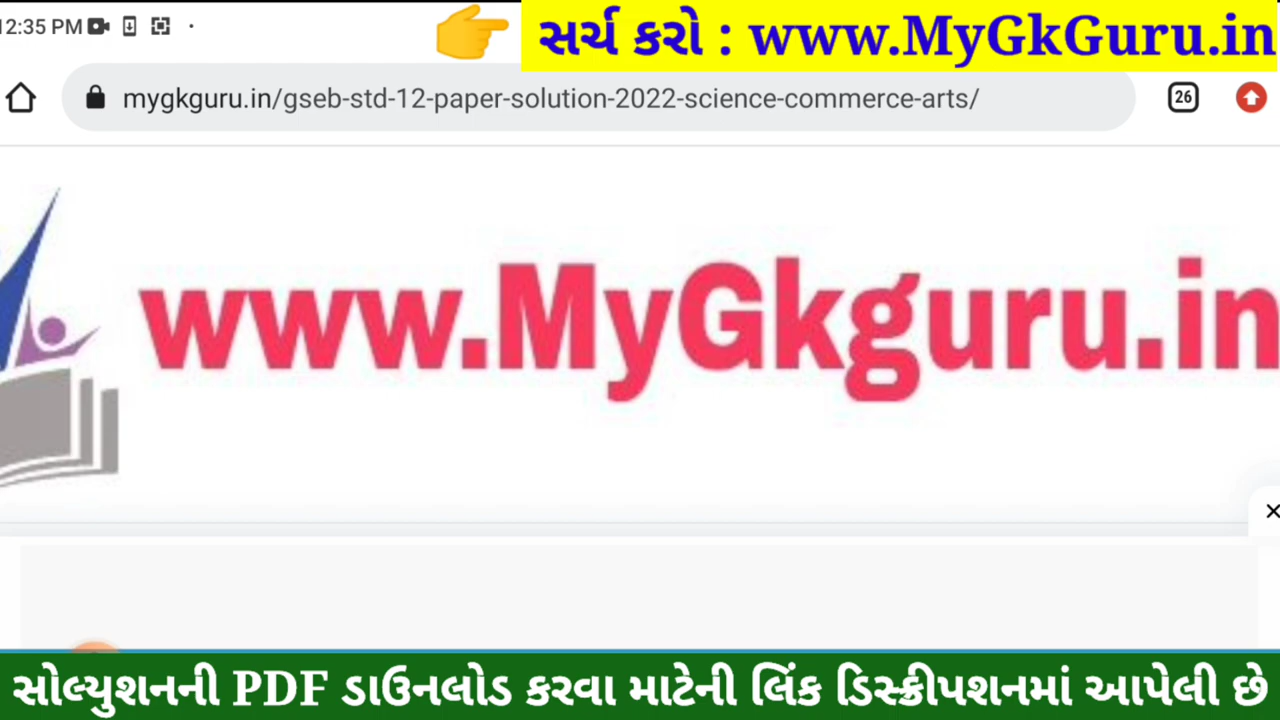 12:35 PM
સર્ચ કરો : www.MyGkGuru.in
mygkguru.in/gseb-std-12-paper-solution-2022-science-commerce-arts/
26
www.MyGkguru.in
સોલ્યુશનની PDF ડાઉનલોડ કરવા માટેની લિંક ડિસ્ક્રીપશનમાં આપેલી છે